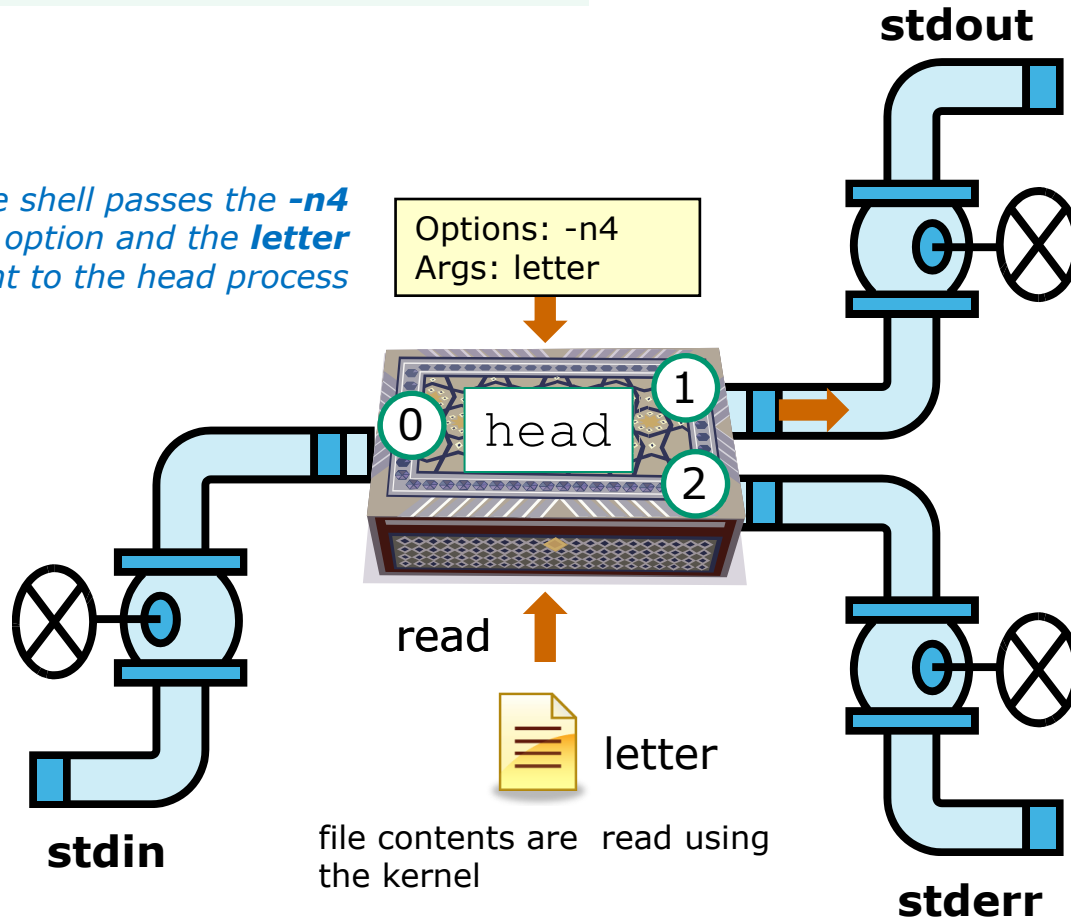 stdout
shell passes the -n4
option and the letter
to the head process
Options: -n4
Args: letter
0
head
1
2
read
letter
file contents are read using
the kernel
stdin
stderr